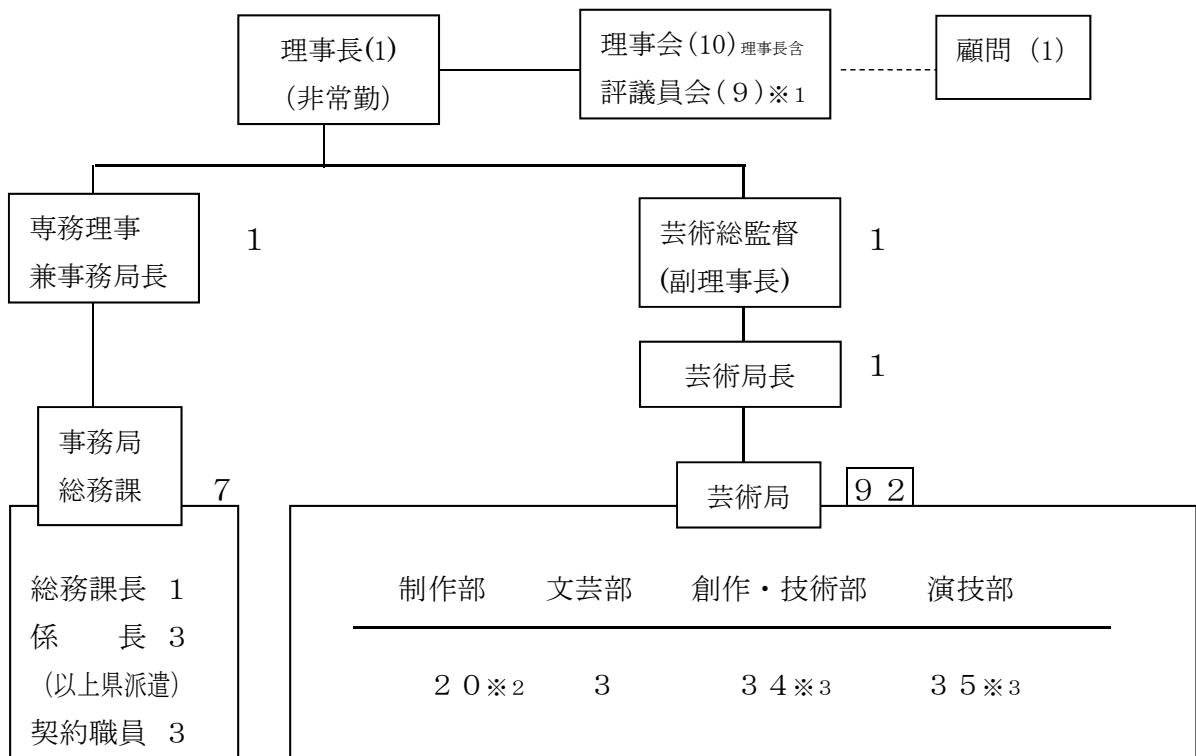 理事長(1)
(非常勤)
理事会(10)理事長含
評議員会(９)※1
顧問 (1)
専務理事
兼事務局長
１
芸術総監督
(副理事長)
１
芸術局長
１
事務局
総務課
７
芸術局
９２
総務課長 １
係　長 ３
(以上県派遣)
契約職員 ３
制作部 文芸部 創作・技術部 演技部
２０※2 ３ ３４※3 ３５※3